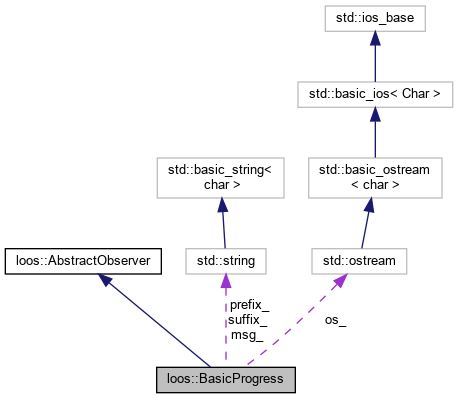 std::ios_base
std::basic_ios< Char >
std::basic_string<
char >
std::basic_ostream
< char >
loos::AbstractObserver
std::string
std::ostream
prefix_
suffix_
msg_
os_
loos::BasicProgress